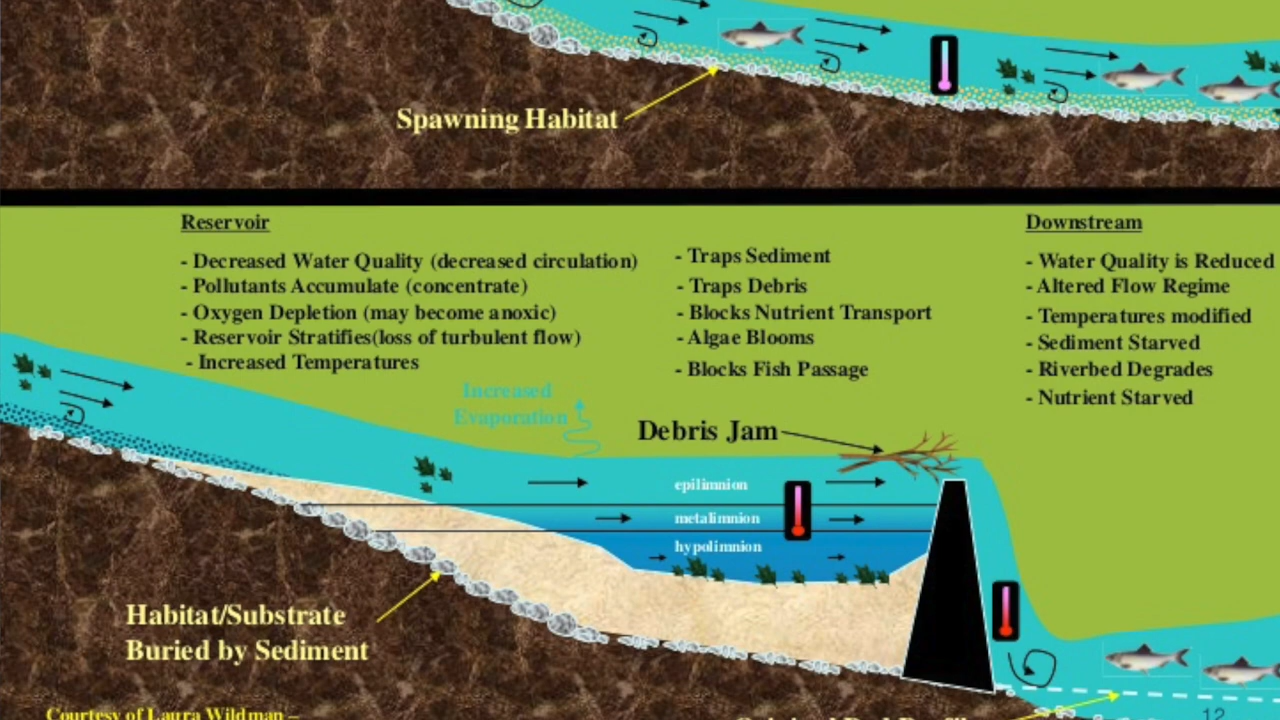 Spawning Habitat
Reservoir
- Decreased Water Quality (decreased circulation)
- Pollutants Accumulate (concentrate)
- Oxygen Depletion (may become anoxic)
- Reservoir Stratifies(loss of turbulent flow)
- Increased Temperatures
- Traps Sediment
- Traps Debris
- Blocks Nutrient Transport
- Algae Blooms
- Blocks Fish Passage
Downstream
- Water Quality is Reduced
- Altered Flow Regime
- Temperatures modified
- Sediment Starved
- Riverbed Degrades
- Nutrient Starved
Increased
Evaporation
Debris Jam
epilimnion
metalimnion
hypolimnion
Habitat/Substrate
Buried by Sediment
Courtesy of Laura Wildman –
12